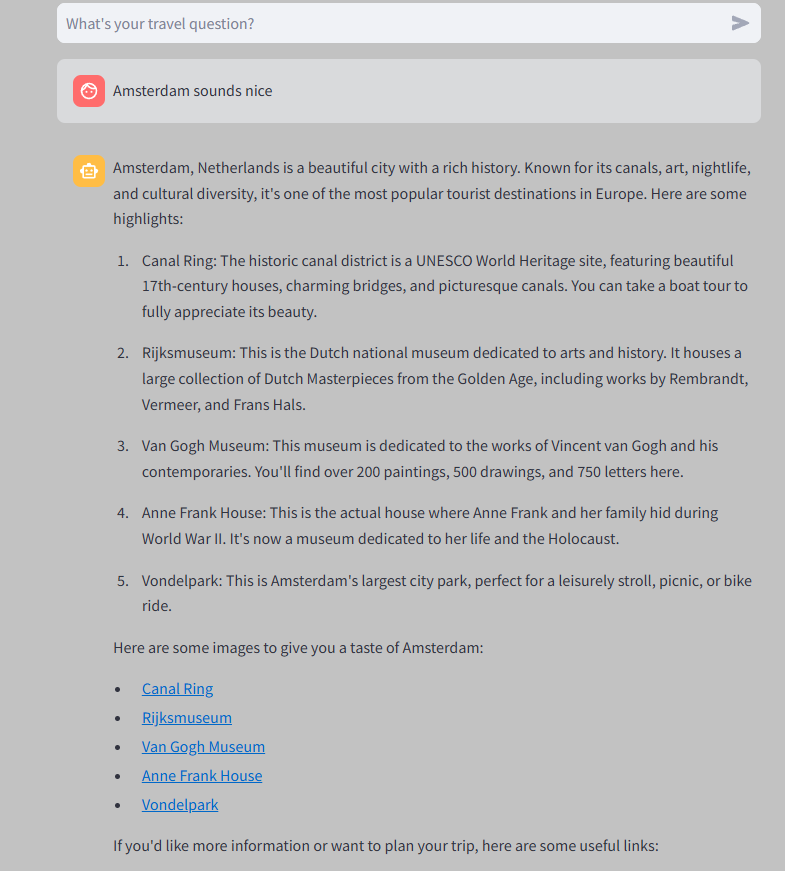 What's your travel question?
Amsterdam sounds nice
Amsterdam, Netherlands is a beautiful city with a rich history. Known for its canals, art, nightlife,
and cultural diversity, it's one of the most popular tourist destinations in Europe. Here are some
highlights:
1. Canal Ring: The historic canal district is a UNESCO World Heritage site, featuring beautiful
17th-century houses, charming bridges, and picturesque canals. You can take a boat tour to
fully appreciate its beauty.
2. Rijksmuseum: This is the Dutch national museum dedicated to arts and history. It houses a
large collection of Dutch Masterpieces from the Golden Age, including works by Rembrandt,
Vermeer, and Frans Hals.
3. Van Gogh Museum: This museum is dedicated to the works of Vincent van Gogh and his
contemporaries. You'll find over 200 paintings, 500 drawings, and 750 letters here.
4. Anne Frank House: This is the actual house where Anne Frank and her family hid during
World War II. It's now a museum dedicated to her life and the Holocaust.
5. Vondelpark: This is Amsterdam's largest city park, perfect for a leisurely stroll, picnic, or bike
ride.
Here are some images to give you a taste of Amsterdam:
• Canal Ring
• Rijksmuseum
• Van Gogh Museum
• Anne Frank House
• Vondelpark
If you'd like more information or want to plan your trip, here are some useful links: